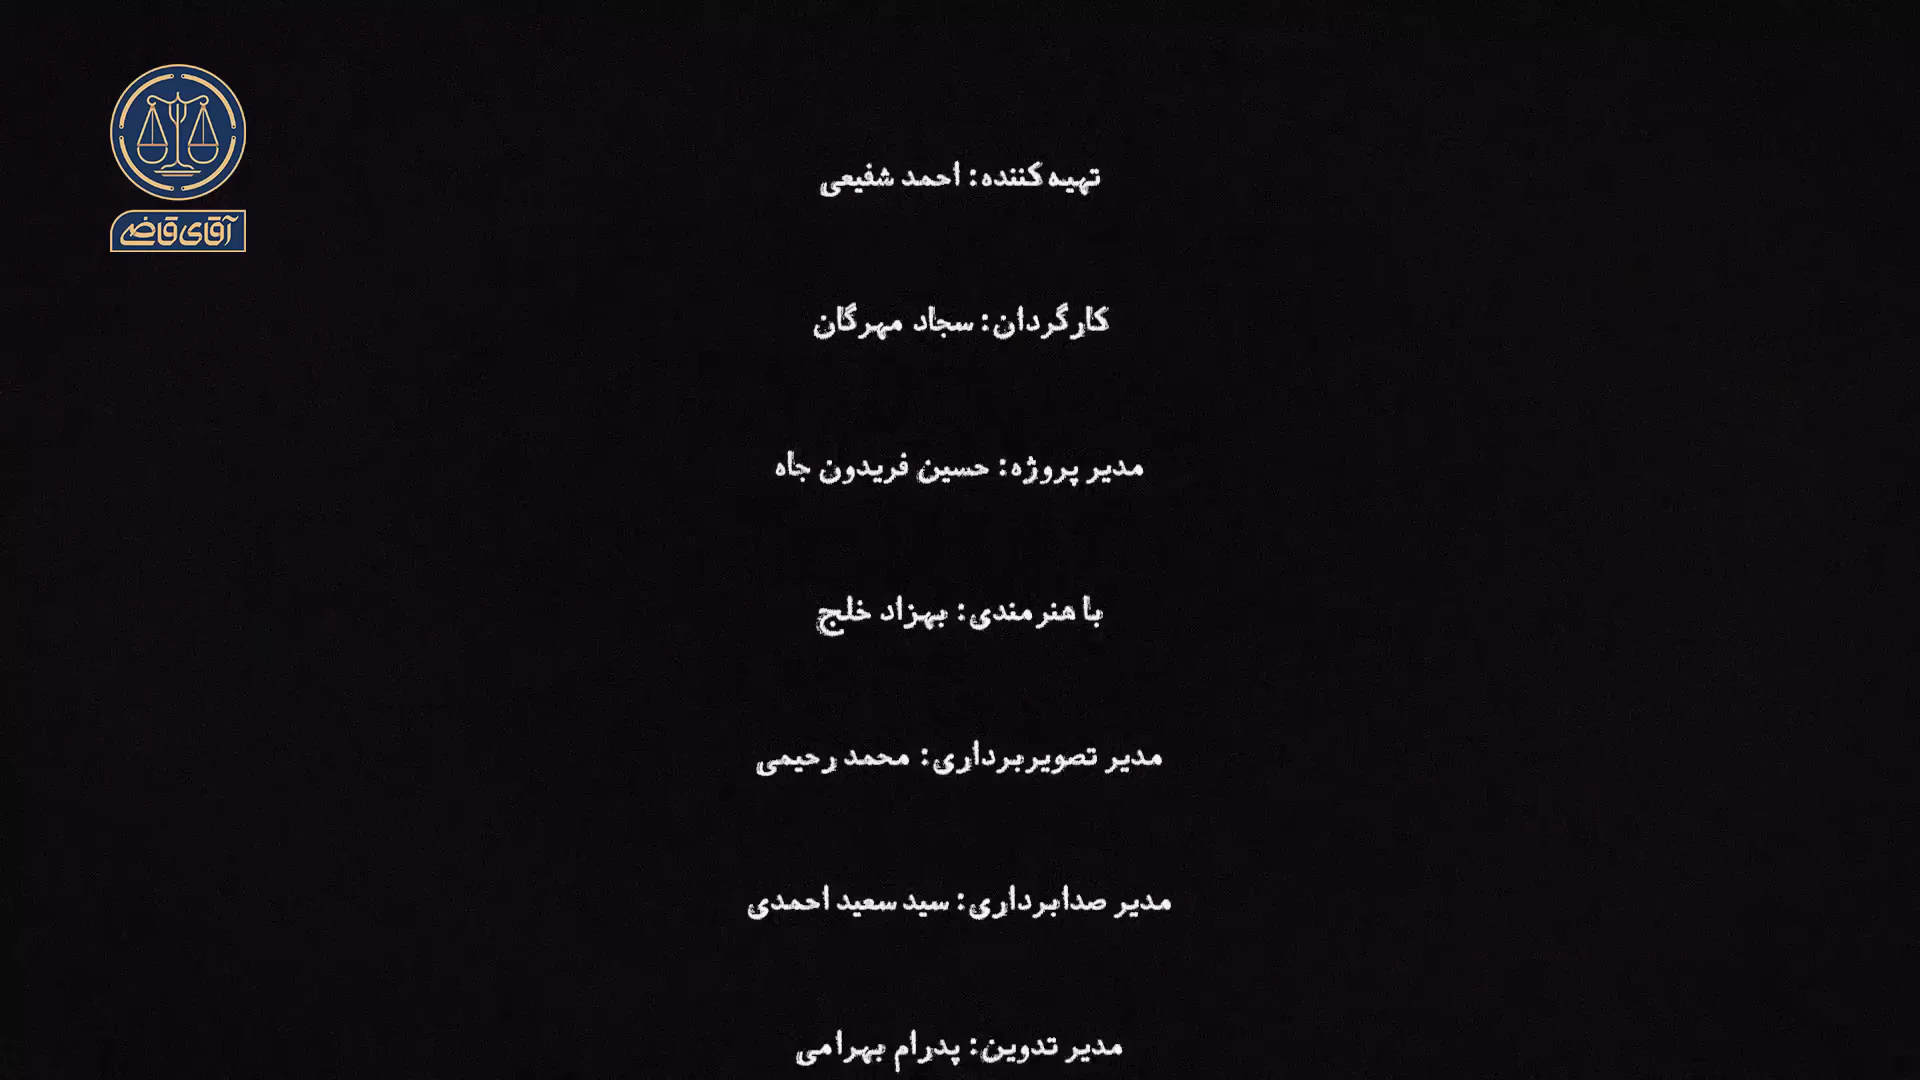 آقای قاضی
تهیه کننده: احمد شفیعی
کارگردان: سجاد مهرگان
مدیر پروژه: حسین فریدون جاه
با هنرمندی: بهزاد خلج
مدیر تصویربرداری: محمد رحیمی
مدیر صدابرداری: سید سعید احمدی
مدیر تدوین: پدرام بهرامی